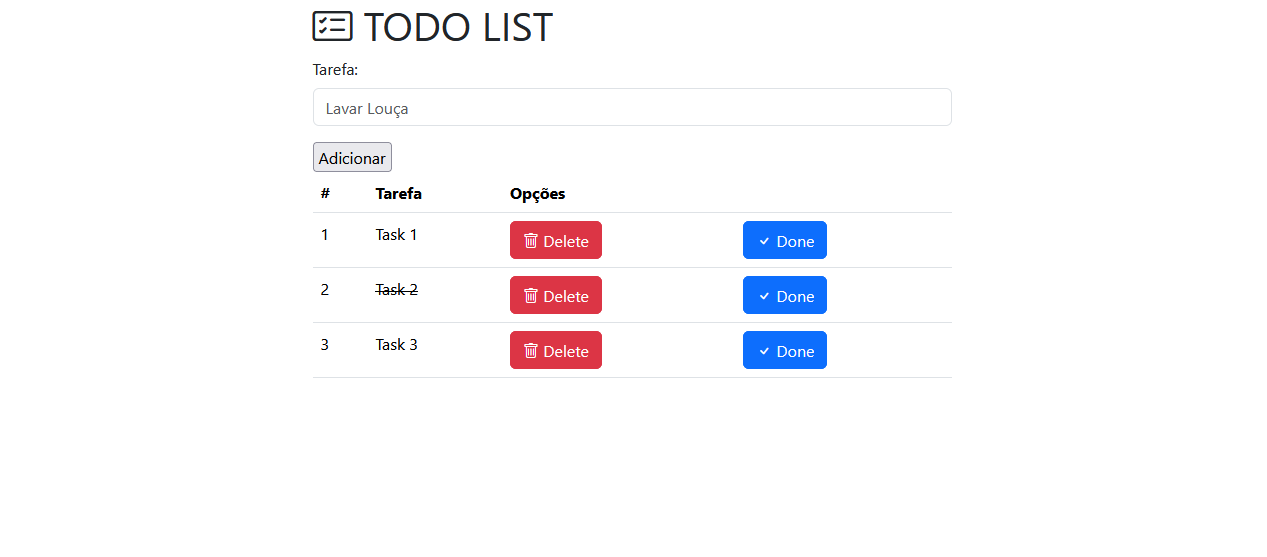 TODO LIST
Tarefa:
Lavar Louça
Adicionar
# Tarefa Opções
1 Task 1 Delete Done
2 Task 2 Delete Done
3 Task 3 Delete Done